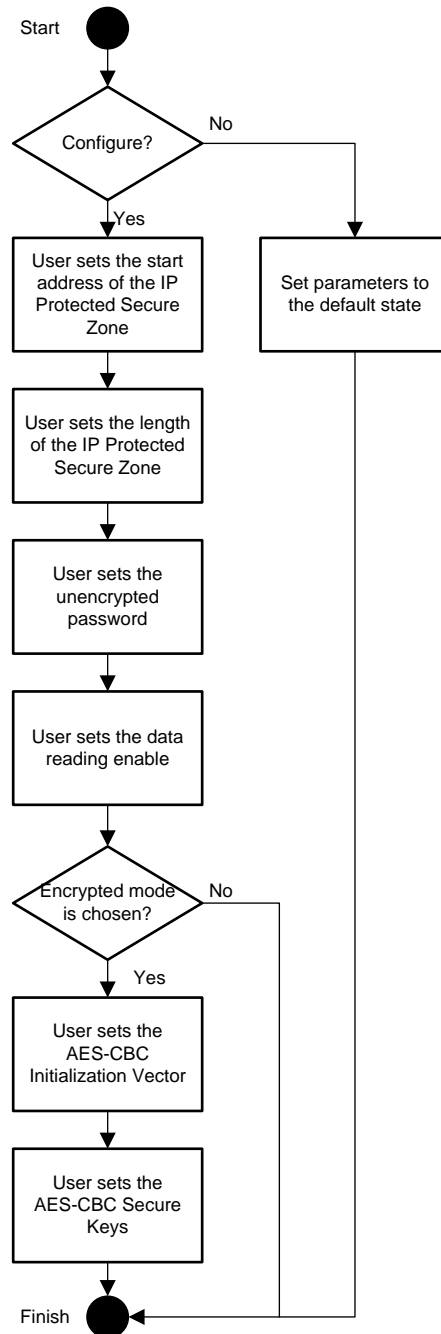 Start
Configure?
No
Yes
User sets the start
address of the IP
Protected Secure
Zone
Set parameters to
the default state
User sets the length
of the IP Protected
Secure Zone
User sets the
unencrypted
password
User sets the data
reading enable
Encrypted mode
is chosen?
No
Yes
User sets the
AES-CBC
Initialization Vector
User sets the
AES-CBC Secure
Keys
Finish